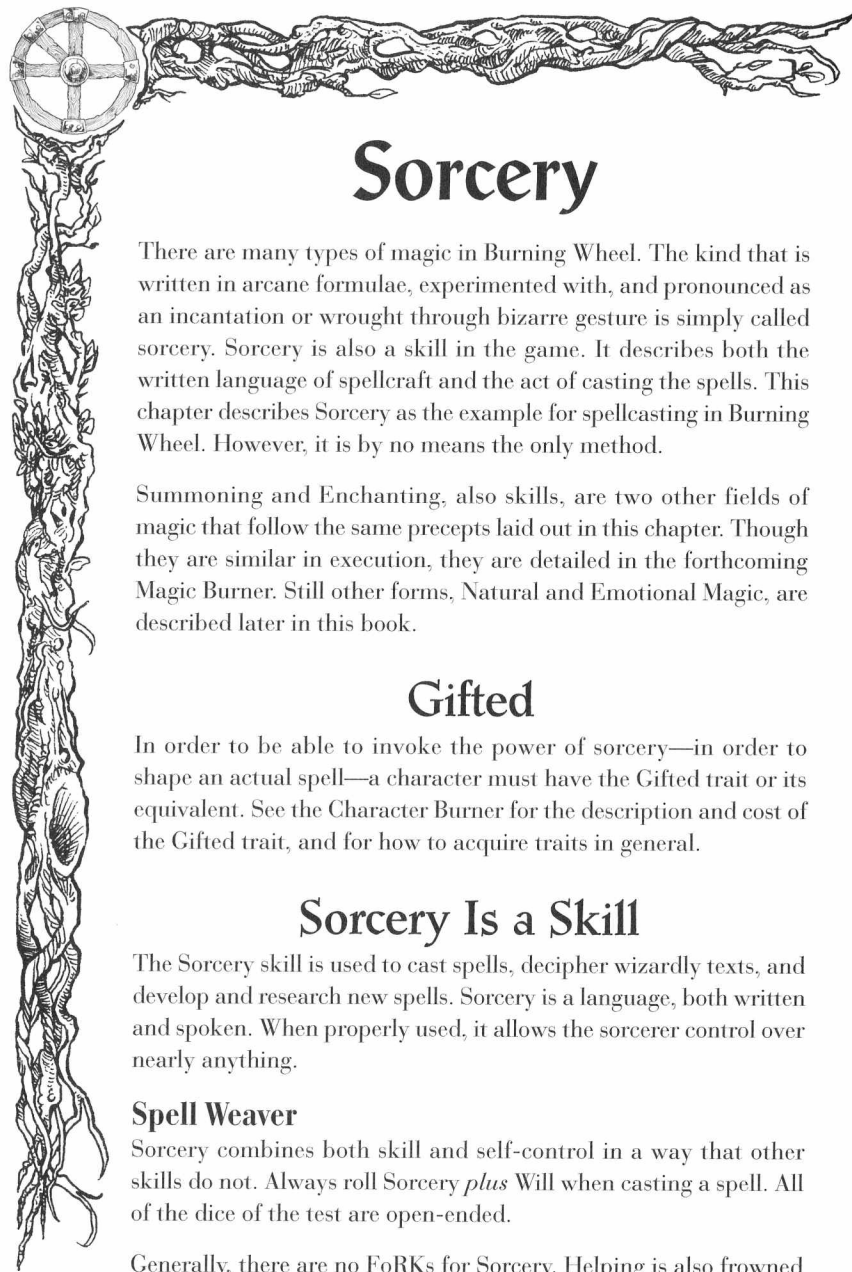 Sorcery
There are many types of magic in Burning Wheel. The kind that is
written in arcane formulae, experimented with, and pronounced as
an incantation or wrought through bizarre gesture is simply called
sorcery. Sorcery is also a skill in the game. It describes both the
written language of spellcraft and the act of casting the spells. This
chapter describes Sorcery as the example for spellcasting in Burning
Wheel. However, it is by no means the only method.
Summoning and Enchanting, also skills, are two other fields of
magic that follow the same precepts laid out in this chapter. Though
they are similar in execution, they are detailed in the forthcoming
Magic Burner. Still other forms, Natural and Emotional Magic, are
described later in this book.
Gifted
In order to be able to invoke the power of sorcery—in order to
shape an actual spell—a character must have the Gifted trait or its
equivalent. See the Character Burner for the description and cost of
the Gifted trait, and for how to acquire traits in general.
Sorcery Is a Skill
The Sorcery skill is used to cast spells, decipher wizardly texts, and
develop and research new spells. Sorcery is a language, both written
and spoken. When properly used, it allows the sorcerer control over
nearly anything.
Spell Weaver
Sorcery combines both skill and self-control in a way that other
skills do not. Always roll Sorcery plus Will when casting a spell. All
of the dice of the test are open-ended.
Generally, there are no FoRKs for Sorcery. Helping is also frowned